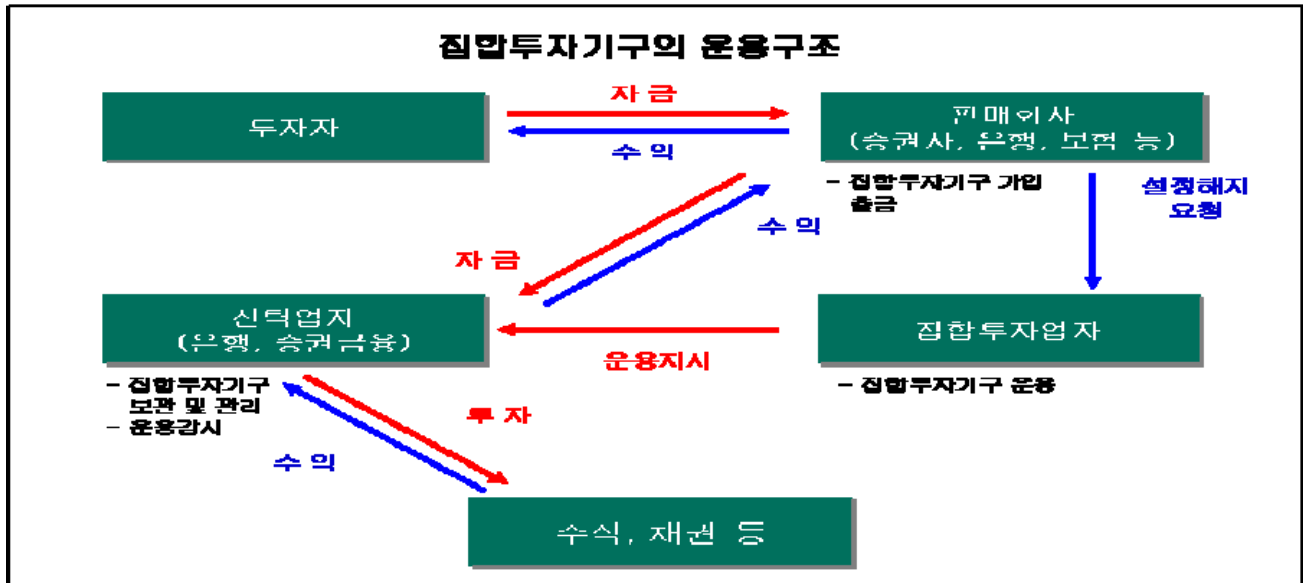 집합투자기구의 운용구조
자 금
투자자
판매회사
(증권사, 은행, 보험 등)
수 익
- 집합투자기구 가입
출금
설정해지
요청
수 익
자 금
신탁업자
(은행, 증권금융)
집합투자업자
운용지시
- 집합투자기구
보관 및 관리
- 운용감시
- 집합투자기구 운용
투 자
수 익
주식, 채권 등